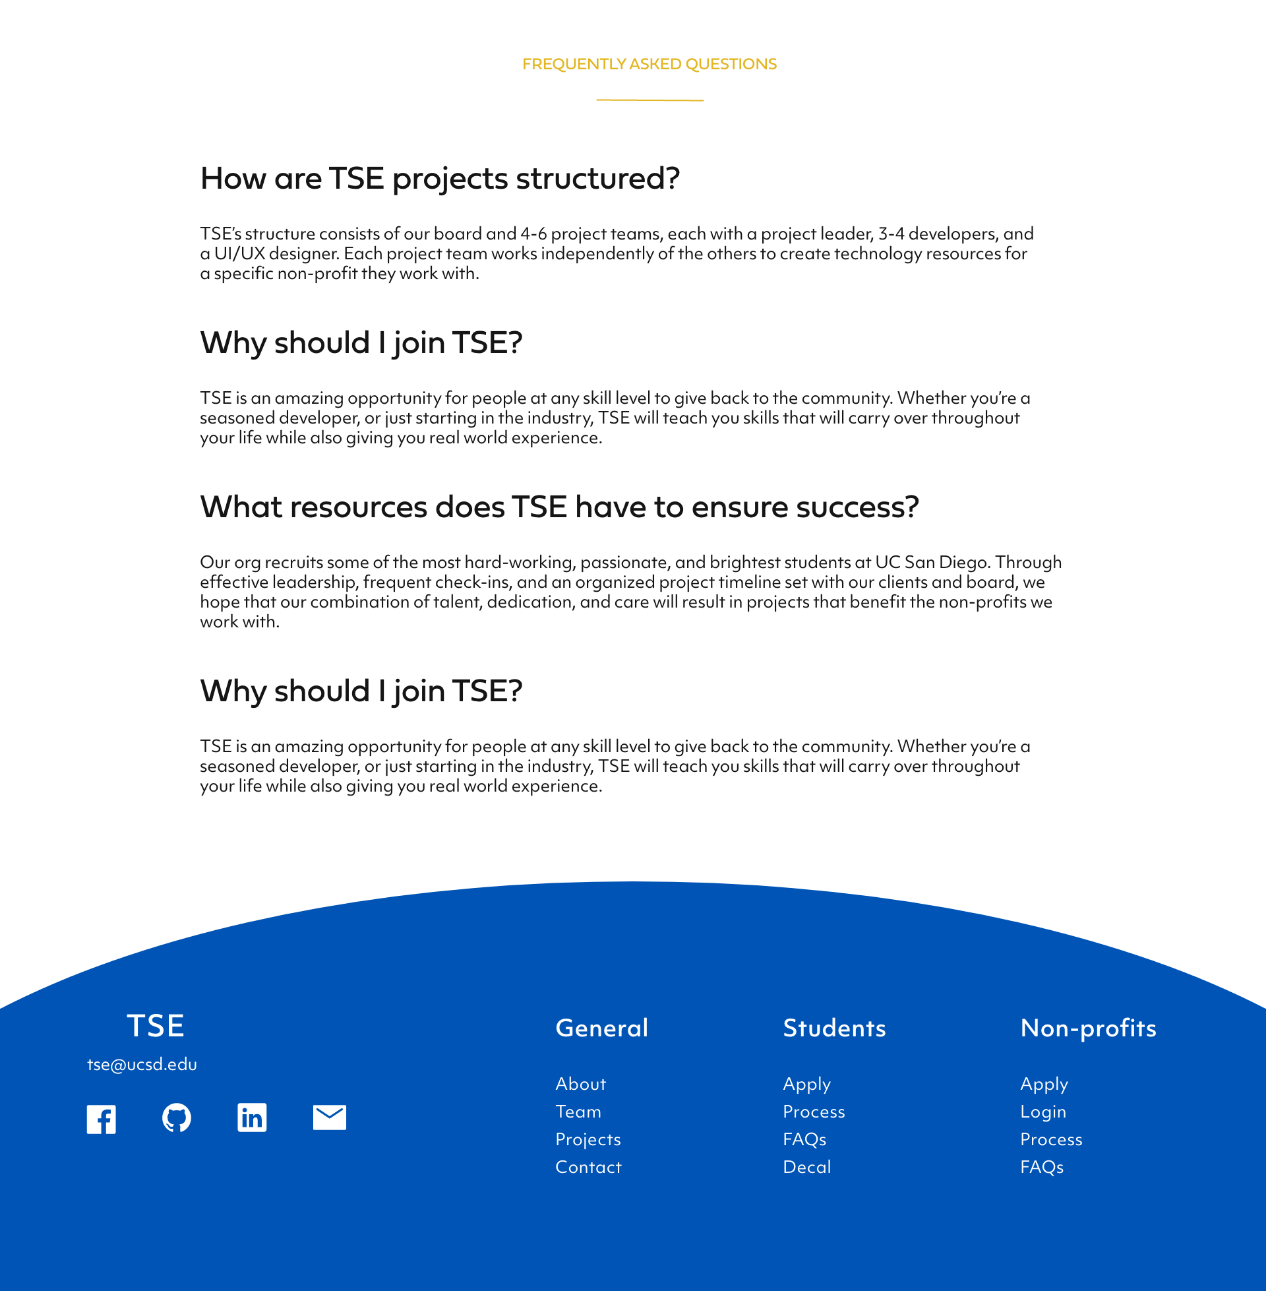 FREQUENTLY ASKED QUESTIONS
How are TSE projects structured?
TSE’s structure consists of our board and 4-6 project teams, each with a project leader, 3-4 developers, and
a UI/UX designer. Each project team works independently of the others to create technology resources for
a specific non-profit they work with.
Why should I join TSE?
TSE is an amazing opportunity for people at any skill level to give back to the community. Whether you’re a
seasoned developer, or just starting in the industry, TSE will teach you skills that will carry over throughout
your life while also giving you real world experience.
What resources does TSE have to ensure success?
Our org recruits some of the most hard-working, passionate, and brightest students at UC San Diego. Through
effective leadership, frequent check-ins, and an organized project timeline set with our clients and board, we
hope that our combination of talent, dedication, and care will result in projects that benefit the non-profits we
work with.
Why should I join TSE?
TSE is an amazing opportunity for people at any skill level to give back to the community. Whether you’re a
seasoned developer, or just starting in the industry, TSE will teach you skills that will carry over throughout
your life while also giving you real world experience.
TSE
tse@ucsd.edu
General
About
Team
Projects
Contact
Students
Apply
Process
FAQs
Decal
Non-profits
Apply
Login
Process
FAQs